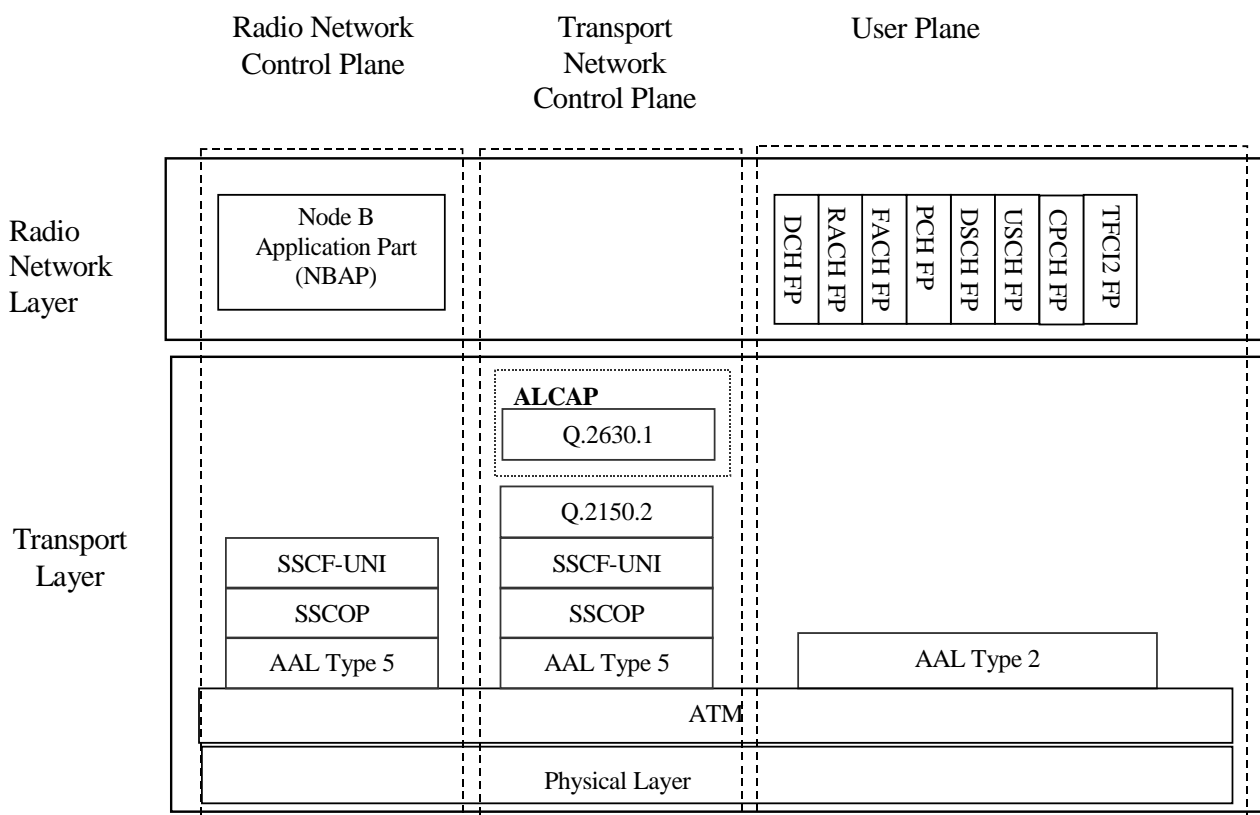 Radio Network
Control Plane
Transport
Network
Control Plane
User Plane
Radio
Network
Layer
Node B
Application Part
(NBAP)
DCH FP
RACH FP
FACH FP
PCH FP
DSCH FP
USCH FP
CPCH FP
TFCI2 FP
Transport
Layer
ALCAP
Q.2630.1
Q.2150.2
SSCF-UNI
SSCF-UNI
SSCOP
SSCOP
AAL Type 5
AAL Type 5
AAL Type 2
ATM
Physical Layer